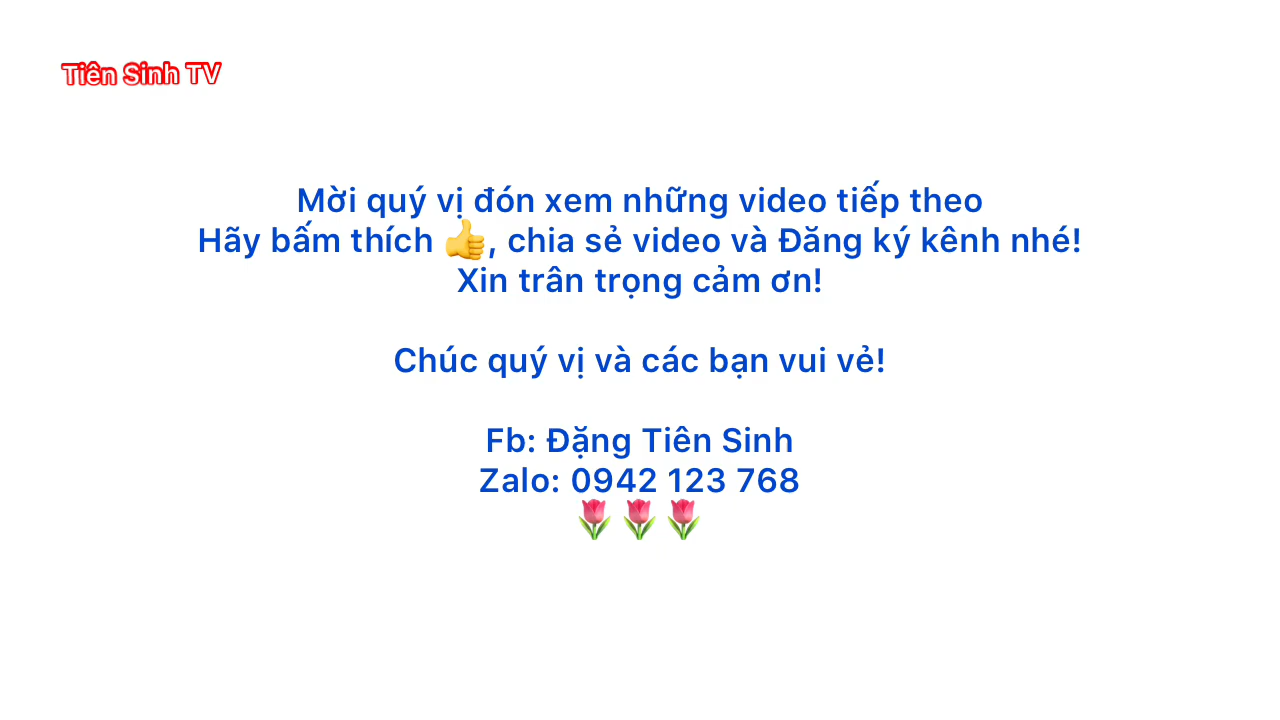 Tiên Sinh TV
Mời quý vị đón xem những video tiếp theo
Hãy bấm thích 👍, chia sẻ video và Đăng ký kênh nhé!
Xin trân trọng cảm ơn!
Chúc quý vị và các bạn vui vẻ!
Fb: Đặng Tiên Sinh
Zalo: 0942 123 768
🌷🌷🌷